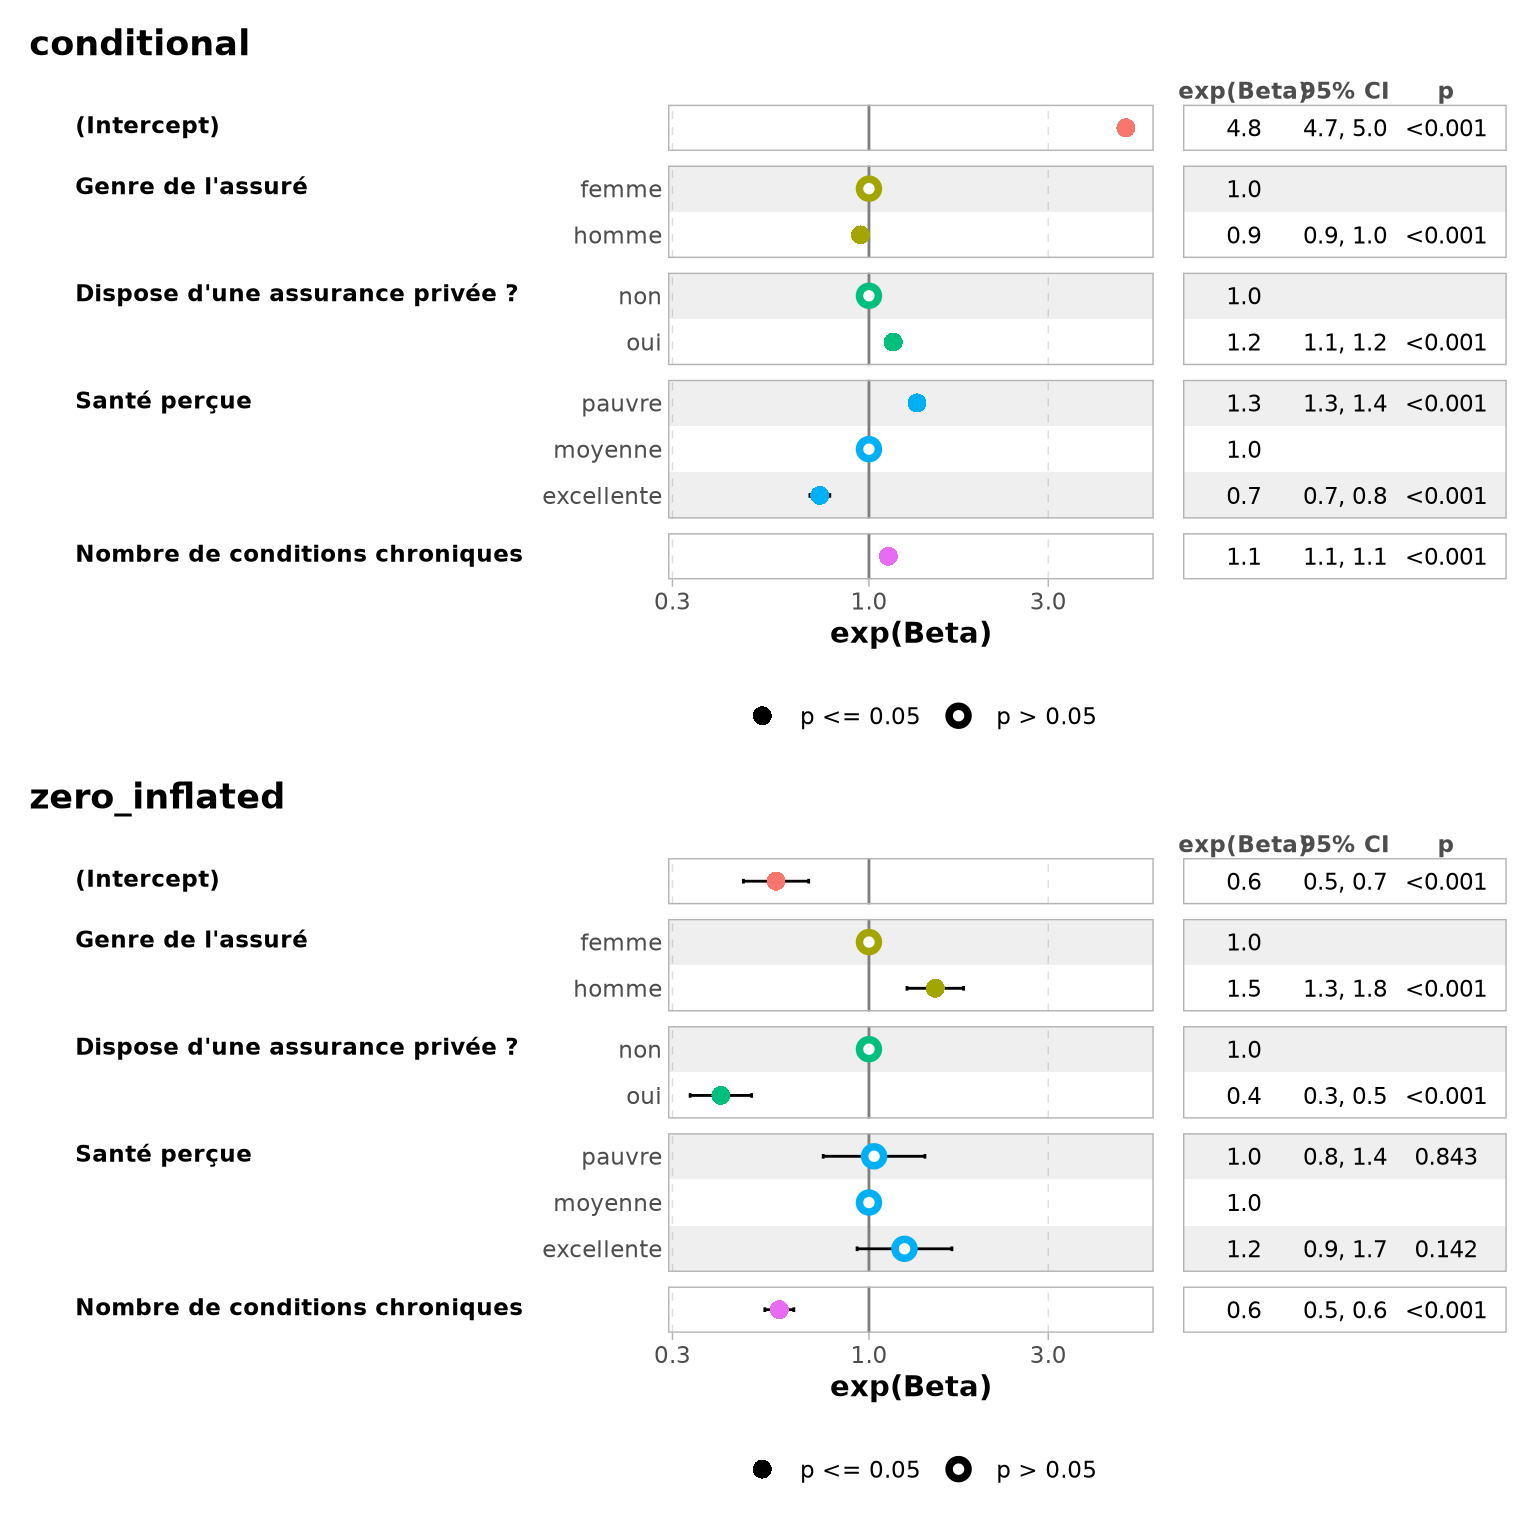 conditional
exp(Beta) 95% CI p
(Intercept) 4.8 4.7, 5.0 <0.001
Genre de l'assuré femme 1.0
homme 0.9 0.9, 1.0 <0.001
Dispose d'une assurance privée ? non 1.0
oui 1.2 1.1, 1.2 <0.001
Santé perçue pauvre 1.3 1.3, 1.4 <0.001
moyenne 1.0
excellente 0.7 0.7, 0.8 <0.001
Nombre de conditions chroniques 1.1 1.1, 1.1 <0.001
0.3 1.0 3.0
exp(Beta)
p <= 0.05 p > 0.05
zero_inflated
exp(Beta) 95% CI p
(Intercept) 0.6 0.5, 0.7 <0.001
Genre de l'assuré femme 1.0
homme 1.5 1.3, 1.8 <0.001
Dispose d'une assurance privée ? non 1.0
oui 0.4 0.3, 0.5 <0.001
Santé perçue pauvre 1.0 0.8, 1.4 0.843
moyenne 1.0
excellente 1.2 0.9, 1.7 0.142
Nombre de conditions chroniques 0.6 0.5, 0.6 <0.001
0.3 1.0 3.0
exp(Beta)
p <= 0.05 p > 0.05